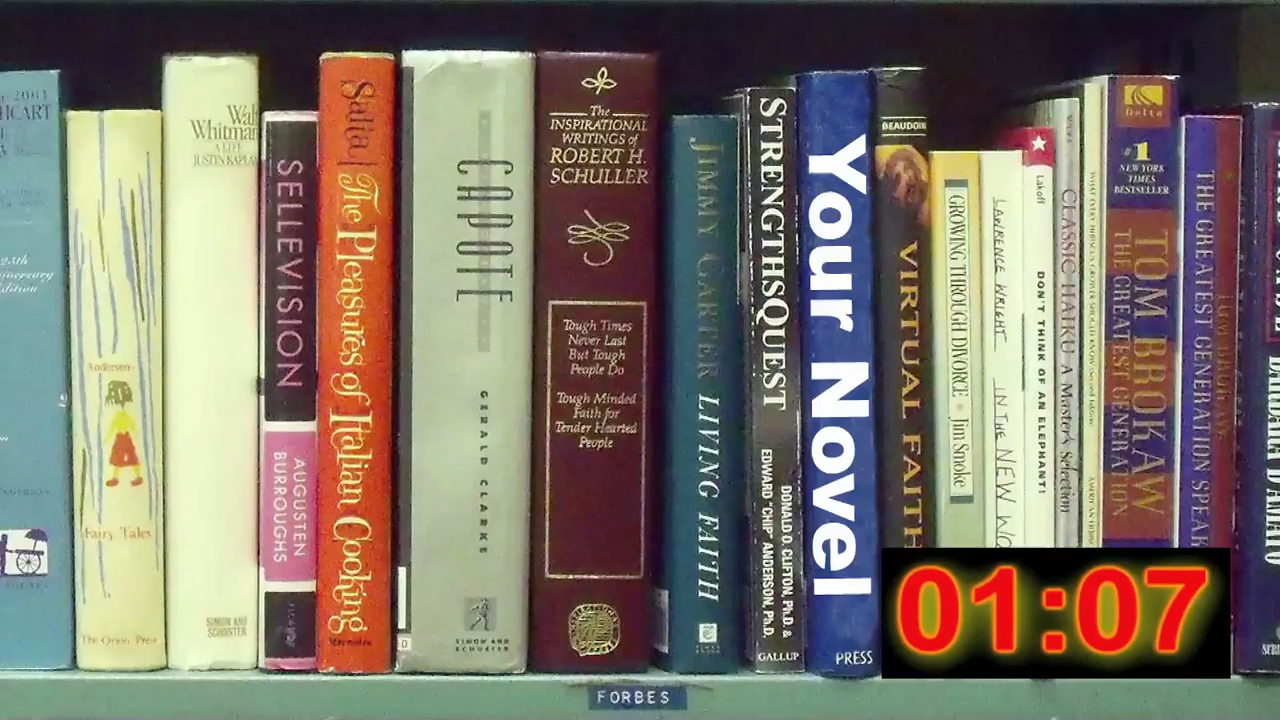 2001
25th
Edition
Andersen
Fairy Tales
The Orion Press
Walt
Whitman
A LIFE
JUSTIN KAPLAN
SIMON AND
SCHUSTER
SELLEVISION
AUGUSTEN
BURROUGHS
The Pleasures of Italian Cooking
Macmillan
CAPOTE
GERALD CLARKE
SIMON AND
SCHUSTER
The
INSPIRATIONAL
WRITINGS of
ROBERT H.
SCHULLER
Tough Times
Never Last
But Tough
People Do
Tough Minded
Faith for
Tender Hearted
People
JIMMY CARTER LIVING FAITH
STRENGTHSQUEST
DONALD O. CLIFTON, Ph.D. &
EDWARD "CHIP" ANDERSON, Ph.D.
GALLUP
Your Novel
PRESS
BEAUDOIN
VIRTUAL FAITH
GROWING THROUGH DIVORCE • Jim Smoke
LAWRENCE WRIGHT IN THE NEW WO
Lakoff
DON'T THINK OF AN ELEPHANT!
CLASSIC HAIKU A Master's Selection
Delta
#1
NEW YORK
TIMES
BESTSELLER
TOM BROKAW
THE GREATEST GENERATION
TOM BROKAW
THE GREATEST GENERATION SPEAK
01:07
FORBES